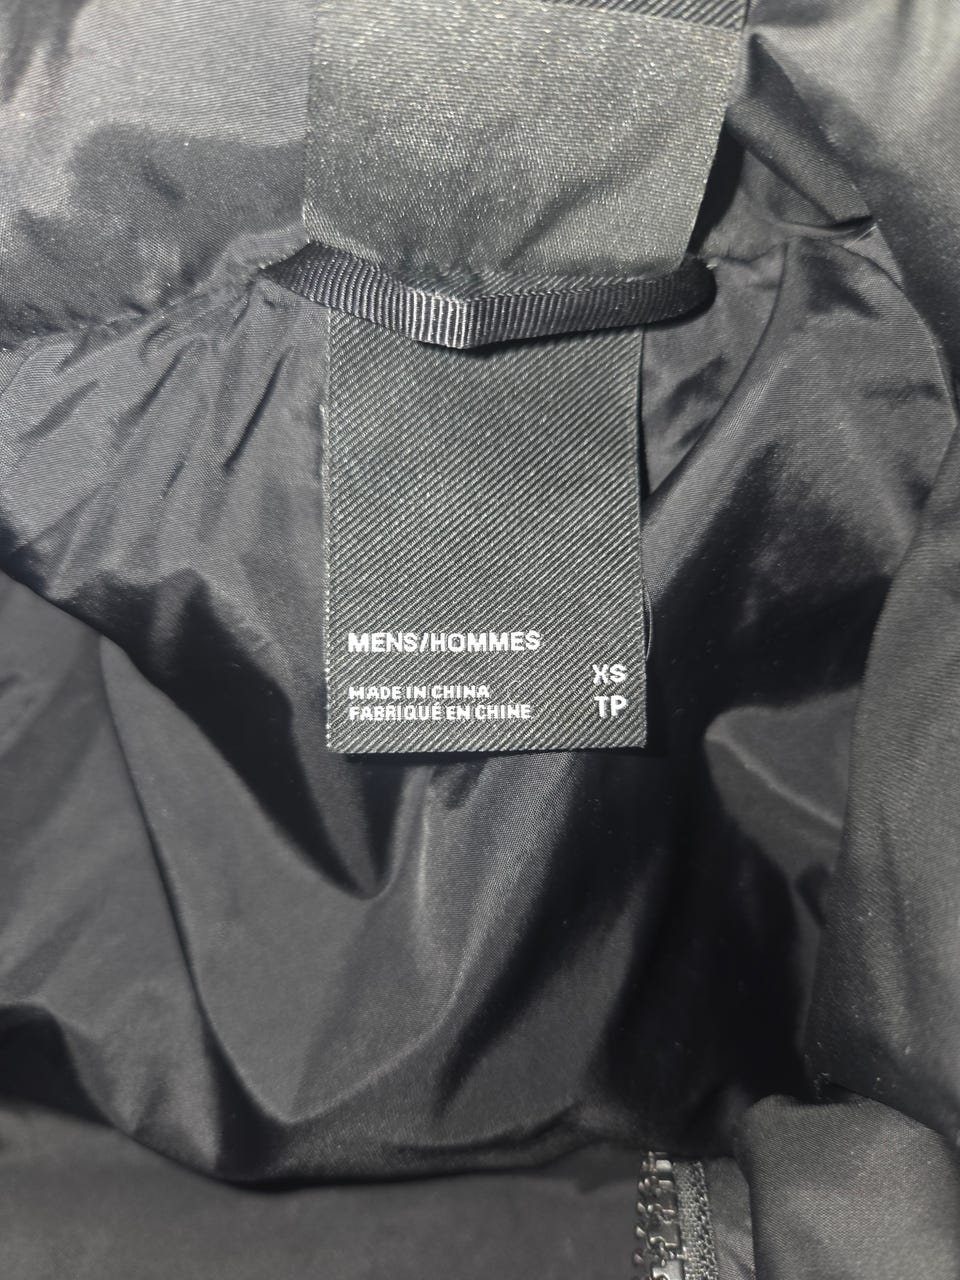 MENS/HOMMES
XS
MADE IN CHINA
FABRIQUÉ EN CHINE
TP